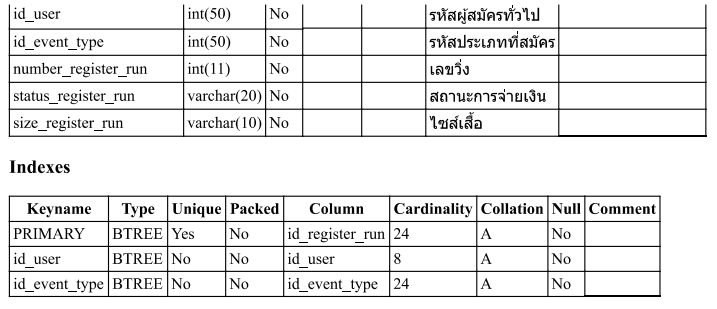 id_user int(50) No รหัสผู้สมัครทั่วไป
id_event_type int(50) No รหัสประเภทที่สมัคร
number_register_run int(11) No เลขวิ่ง
status_register_run varchar(20) No สถานะการจ่ายเงิน
size_register_run varchar(10) No ไซส์เสื้อ
Indexes
Keyname Type Unique Packed Column Cardinality Collation Null Comment
PRIMARY BTREE Yes No id_register_run 24 A No
id_user BTREE No No id_user 8 A No
id_event_type BTREE No No id_event_type 24 A No